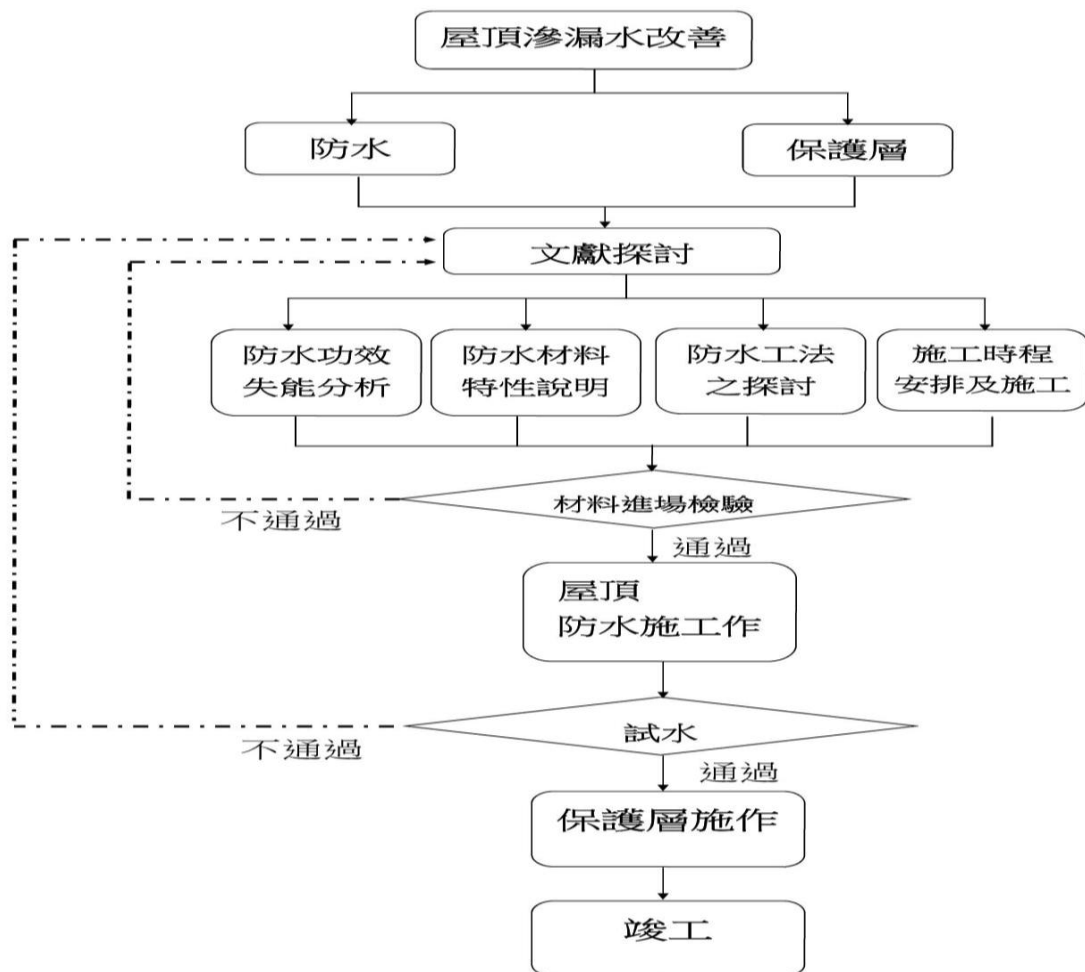 屋頂滲漏水改善
防水
保護層
文獻探討
防水功效
失能分析
防水材料
特性說明
防水工法
之探討
施工時程
安排及施工
材料進場檢驗
不通過
通過
屋頂
防水施工作
試水
不通過
通過
保護層施作
竣工